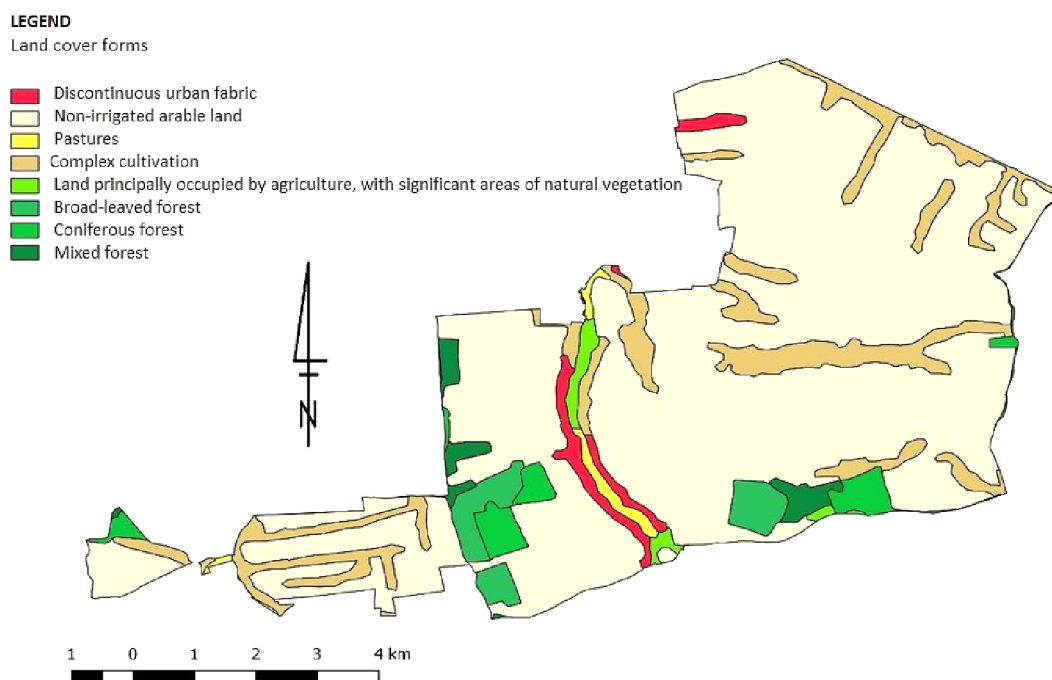 LEGEND
Land cover forms
Discontinuous urban fabric
Non-irrigated arable land
Pastures
Complex cultivation
Land principally occupied by agriculture, with significant areas of natural vegetation
Broad-leaved forest
Coniferous forest
Mixed forest
N
1 0 1 2 3 4 km